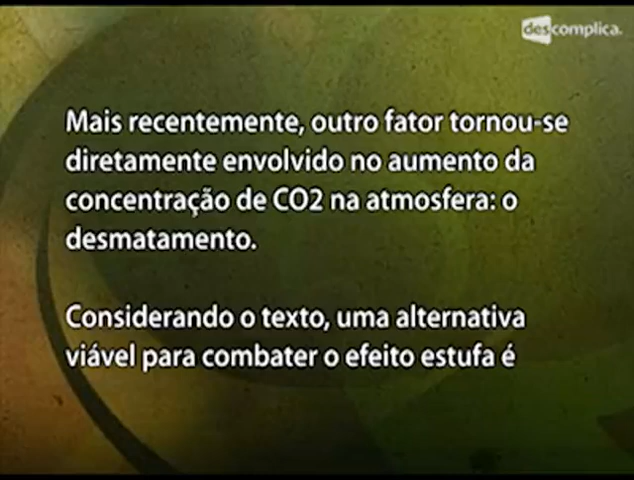 descomplica.
Mais recentemente, outro fator tornou-se
diretamente envolvido no aumento da
concentração de CO2 na atmosfera: o
desmatamento.
Considerando o texto, uma alternativa
viável para combater o efeito estufa é